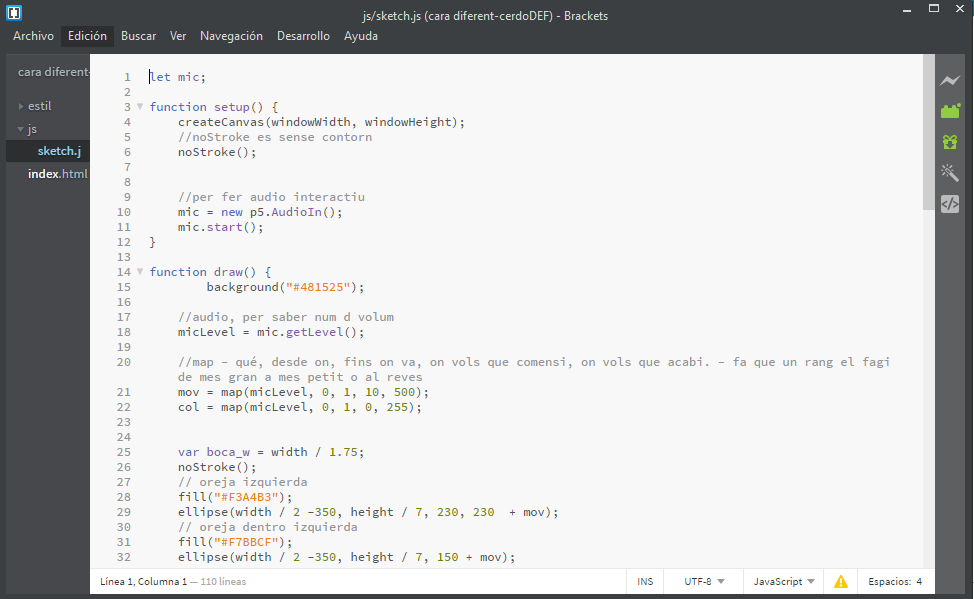 js/sketch.js (cara diferent-cerdoDEF) - Brackets
Archivo Edición Buscar Ver Navegación Desarrollo Ayuda
cara diferent-
estil
js
sketch.j
index.html
1 let mic;
2
3 function setup() {
4 createCanvas(windowWidth, windowHeight);
5 //noStroke es sense contorn
6 noStroke();
7
8
9 //per fer audio interactiu
10 mic = new p5.AudioIn();
11 mic.start();
12 }
13
14 function draw() {
15 background("#481525");
16
17 //audio, per saber num d volum
18 micLevel = mic.getLevel();
19
20 //map – qué, desde on, fins on va, on vols que comensi, on vols que acabi. – fa que un rang el fagi
de mes gran a mes petit o al reves
21 mov = map(micLevel, 0, 1, 10, 500);
22 col = map(micLevel, 0, 1, 0, 255);
23
24
25 var boca_w = width / 1.75;
26 noStroke();
27 // oreja izquierda
28 fill("#F3A4B3");
29 ellipse(width / 2 -350, height / 7, 230, 230 + mov);
30 // oreja dentro izquierda
31 fill("#F7BBCF");
32 ellipse(width / 2 -350, height / 7, 150 + mov);
Línea 1, Columna 1 — 110 líneas INS UTF-8 JavaScript Espacios: 4